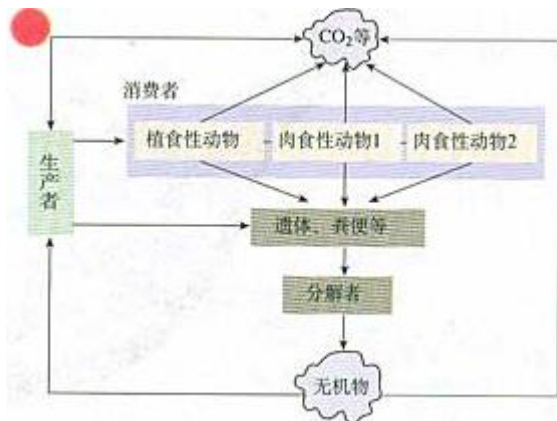 CO₂等
消费者
植食性动物
肉食性动物1
肉食性动物2
生产者
遗体、粪便等
分解者
无机物